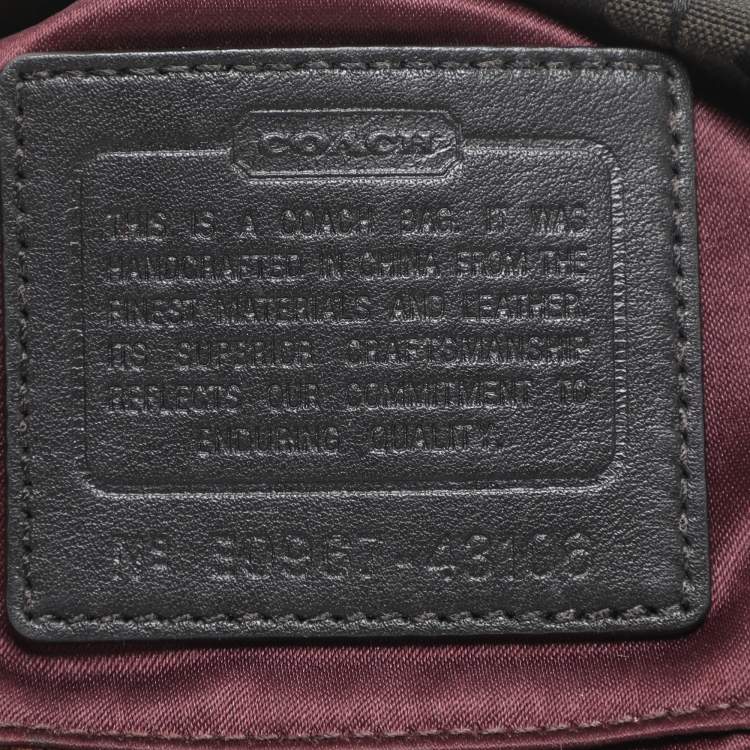 COACH
THIS IS A COACH BAG. IT WAS
HANDCRAFTED IN CHINA FROM THE
FINEST MATERIALS AND LEATHER.
ITS SUPERIOR CRAFTSMANSHIP
REFLECTS OUR COMMITMENT TO
ENDURING QUALITY.